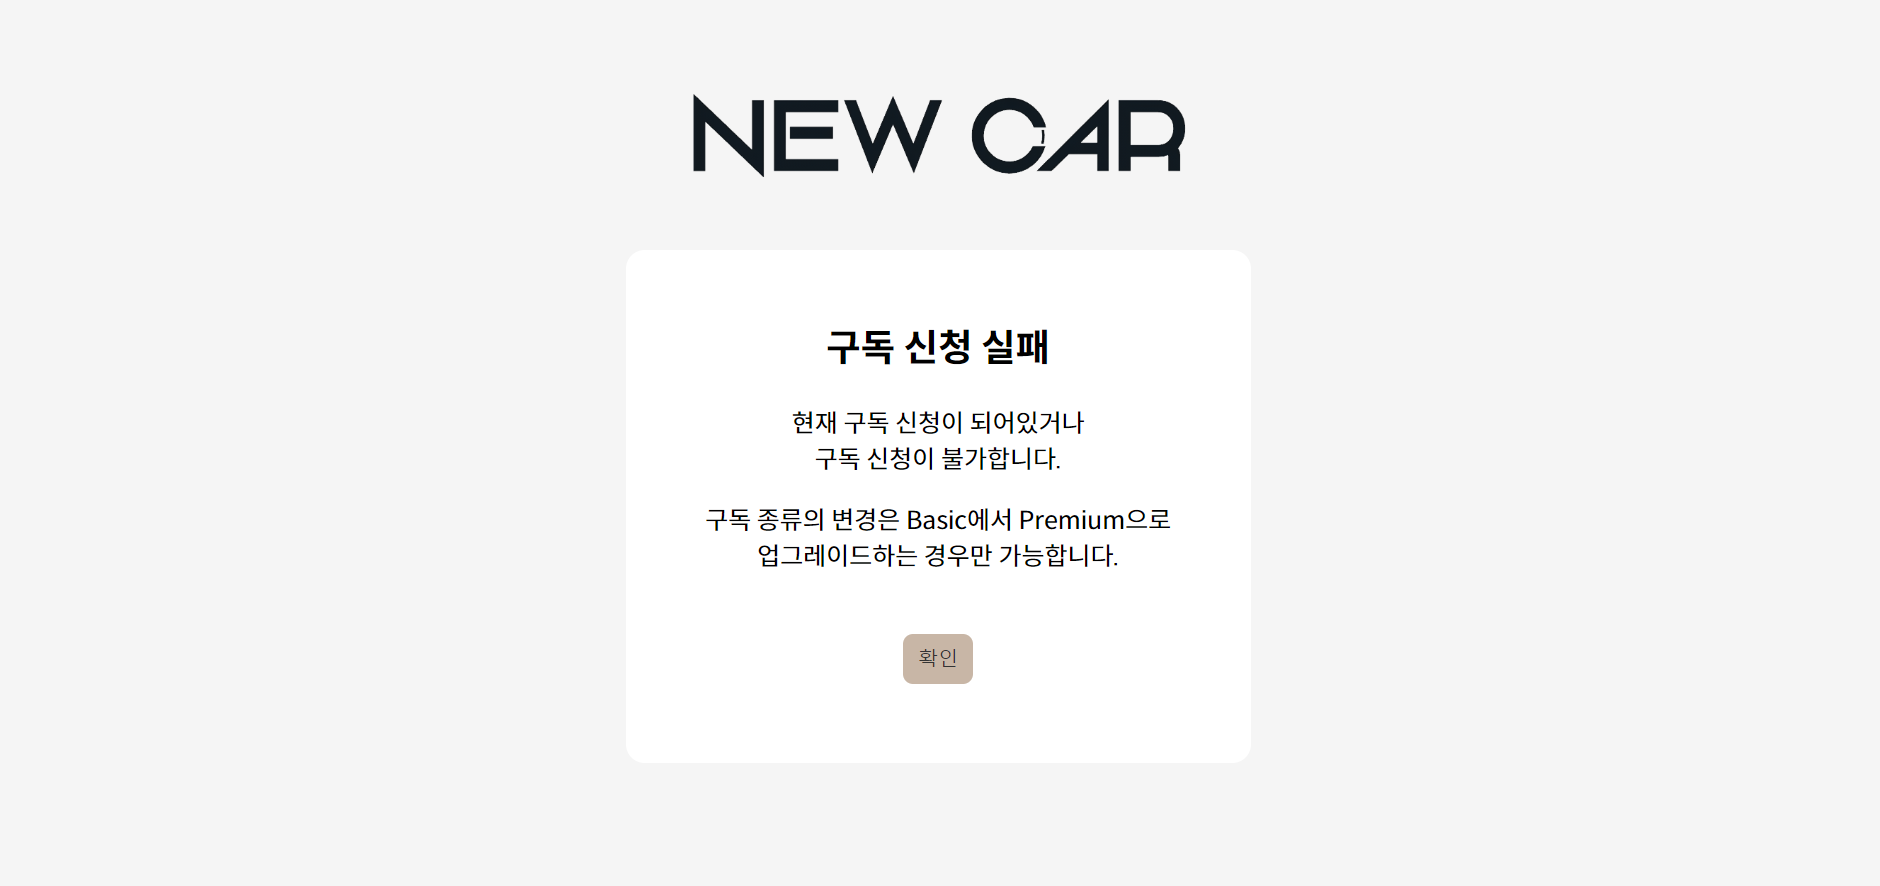 NEW CAR
구독 신청 실패
현재 구독 신청이 되어있거나
구독 신청이 불가합니다.
구독 종류의 변경은 Basic에서 Premium으로
업그레이드하는 경우만 가능합니다.
확인